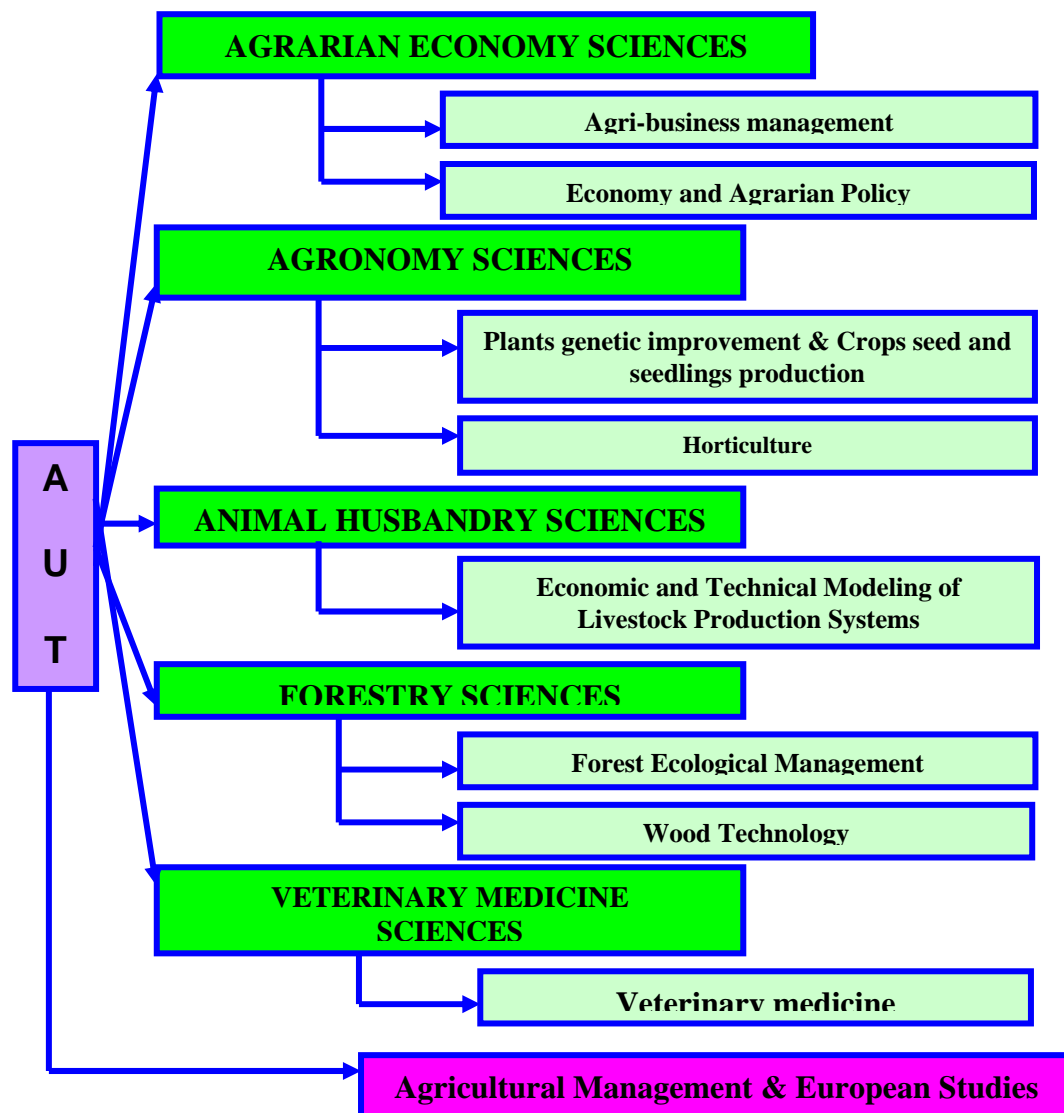 AGRARIAN ECONOMY SCIENCES
Agri-business management
Economy and Agrarian Policy
AGRONOMY SCIENCES
Plants genetic improvement & Crops seed and
seedlings production
Horticulture
A
U
T
ANIMAL HUSBANDRY SCIENCES
Economic and Technical Modeling of
Livestock Production Systems
FORESTRY SCIENCES
Forest Ecological Management
Wood Technology
VETERINARY MEDICINE
SCIENCES
Veterinary medicine
Agricultural Management & European Studies